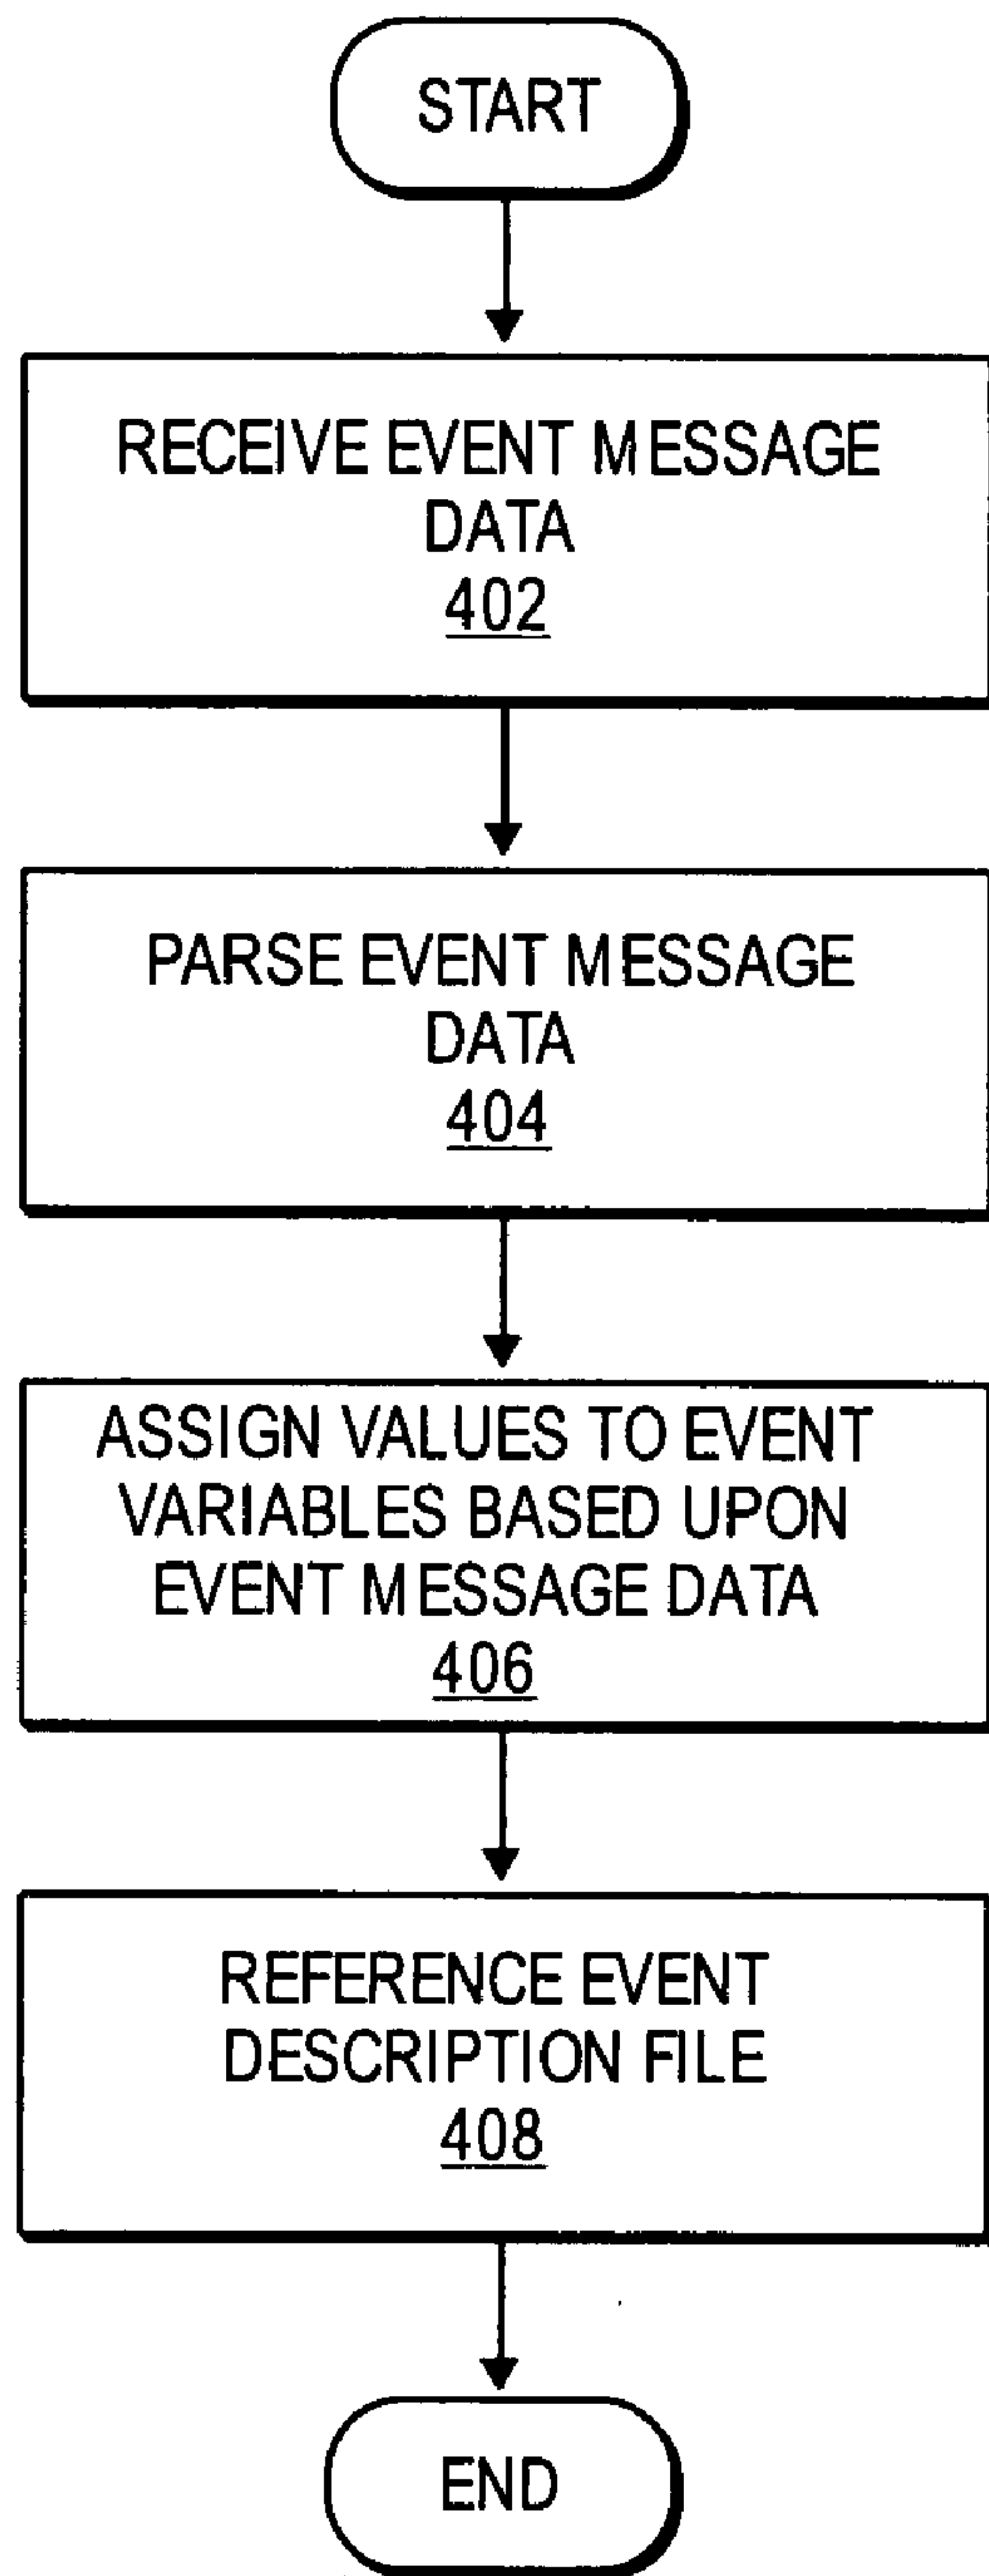 START
RECEIVE EVENT MESSAGE
DATA
402
PARSE EVENT MESSAGE
DATA
404
ASSIGN VALUES TO EVENT
VARIABLES BASED UPON
EVENT MESSAGE DATA
406
REFERENCE EVENT
DESCRIPTION FILE
408
END